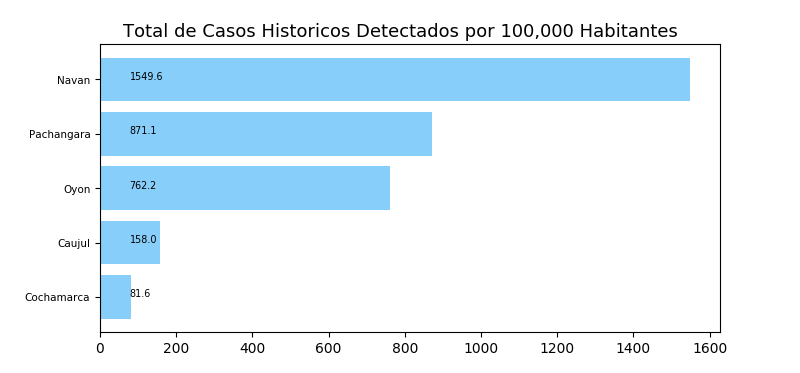 Total de Casos Historicos Detectados por 100,000 Habitantes
Navan 1549.6
Pachangara 871.1
Oyon 762.2
Caujul 158.0
Cochamarca 81.6
0 200 400 600 800 1000 1200 1400 1600